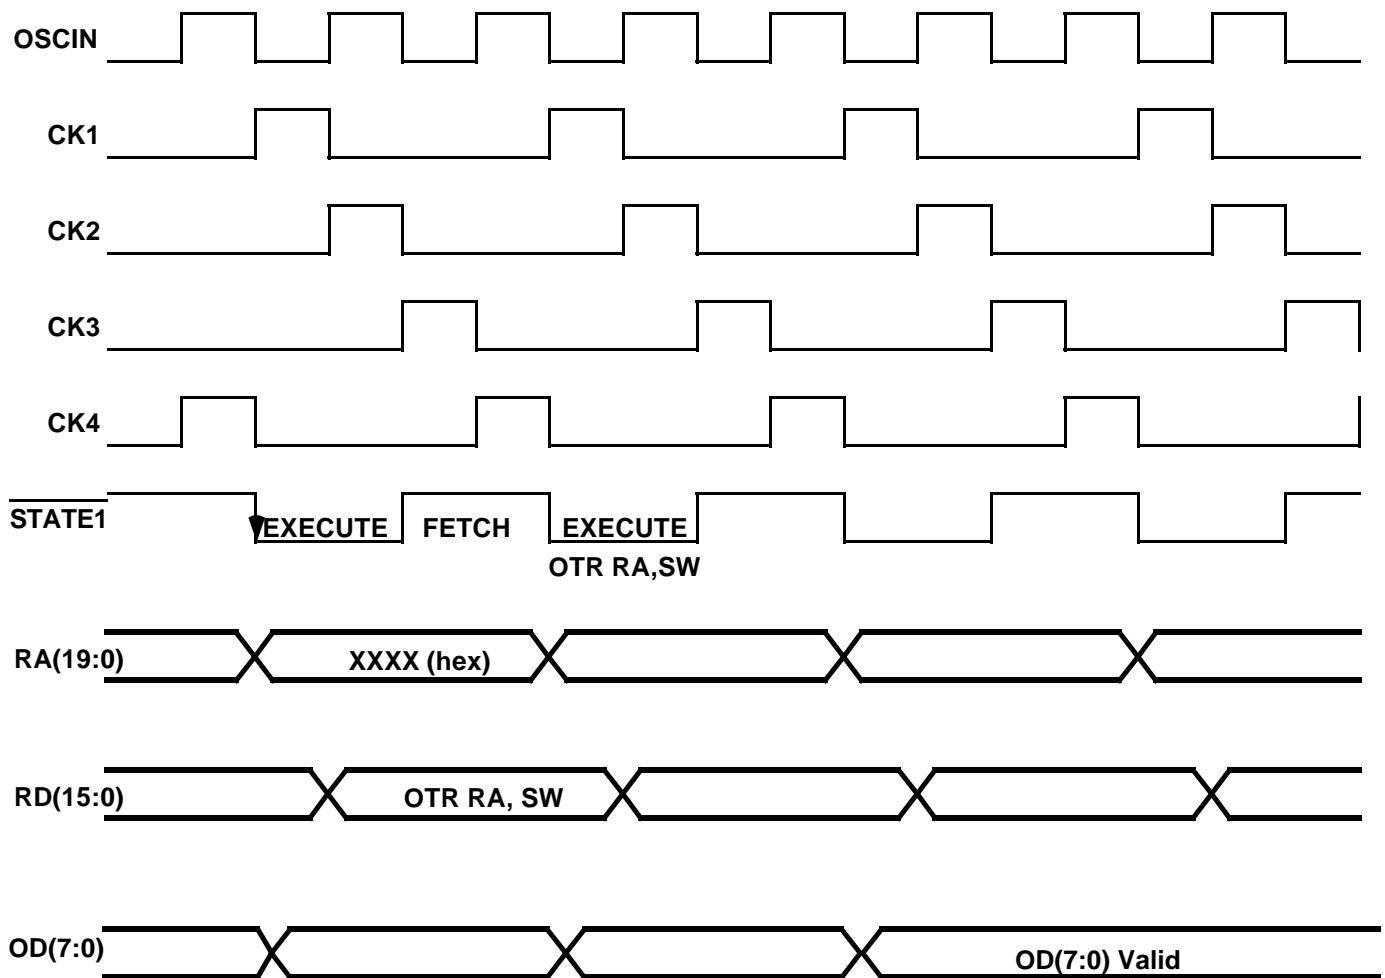 OSCIN
CK1
CK2
CK3
CK4
STATE1
EXECUTE
FETCH
EXECUTE
OTR RA,SW
RA(19:0)
XXXX (hex)
RD(15:0)
OTR RA, SW
OD(7:0)
OD(7:0) Valid